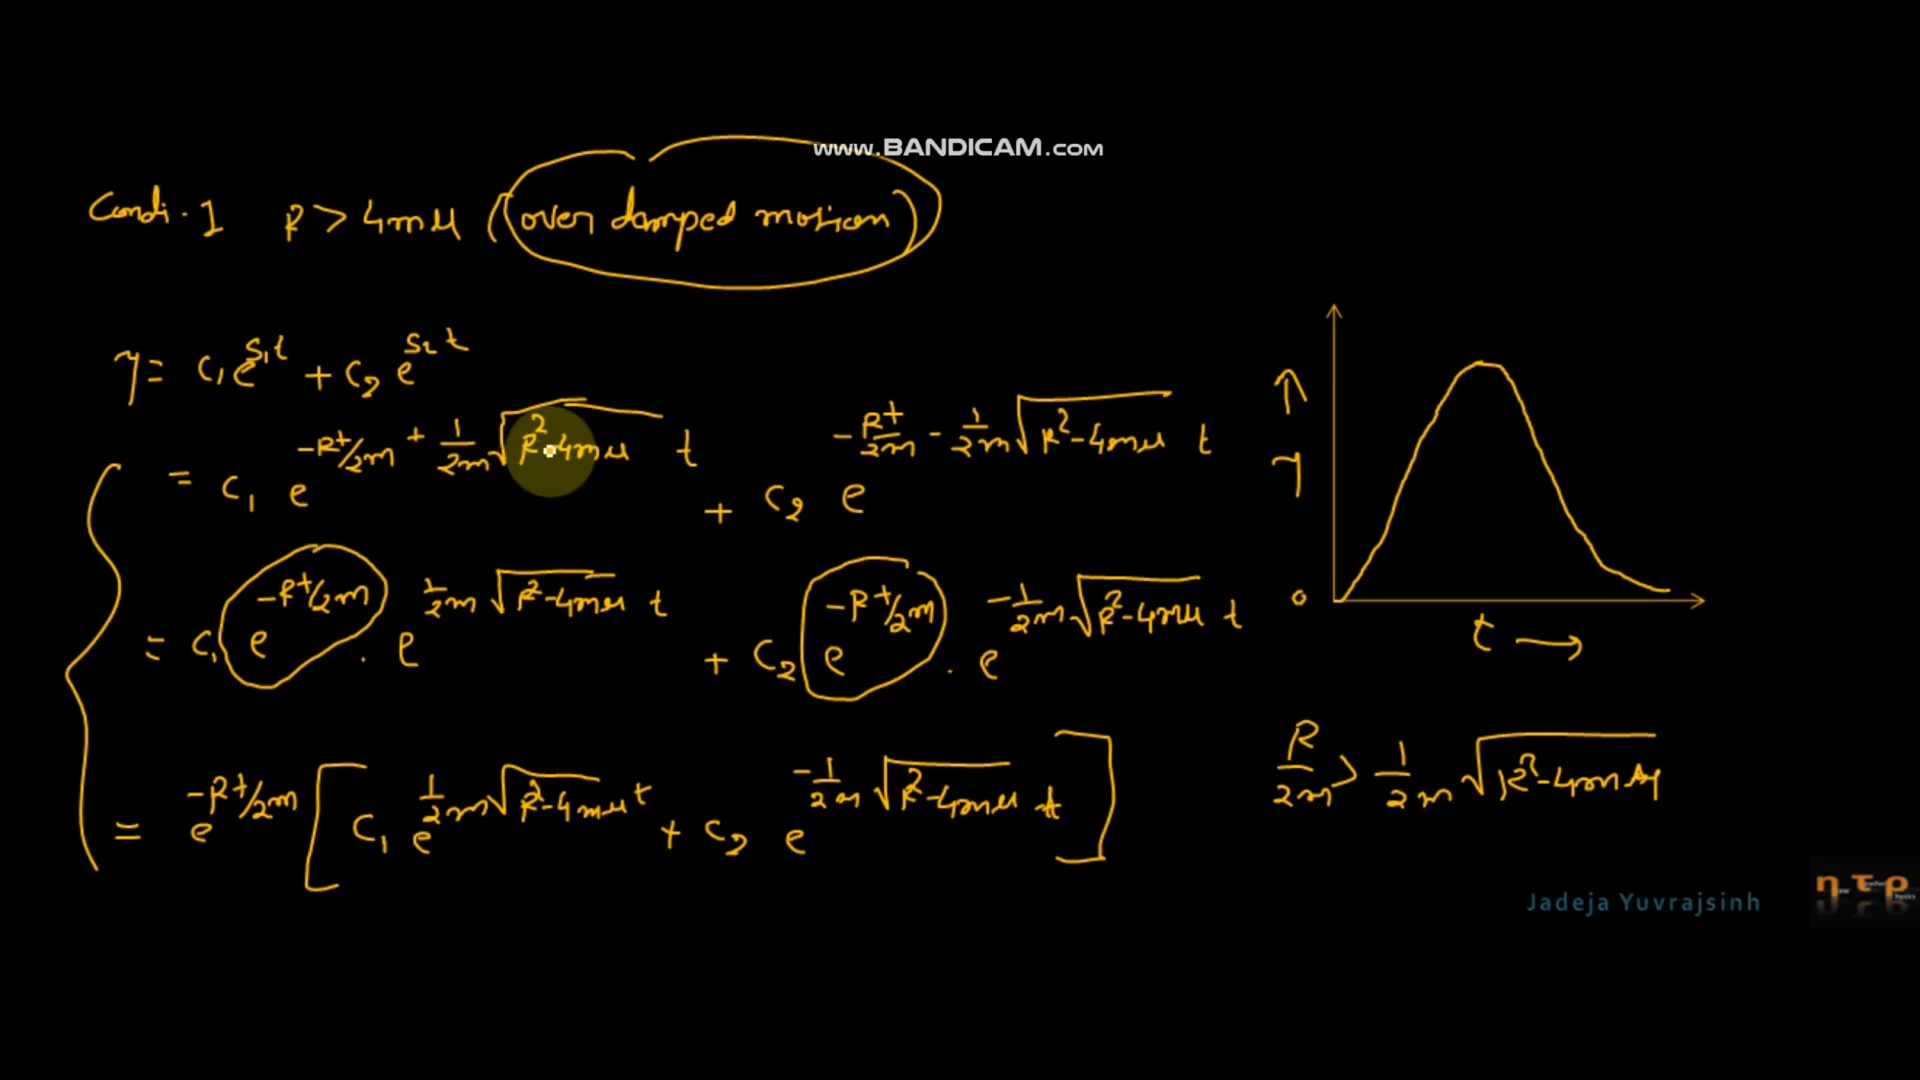 www.BANDICAM.com
Condi. 1 R > 4mμ (over damped motion)
η = c₁e^{s₁t} + c₂e^{s₂t}
= c₁ e^{-Rt/2m + 1/2m √(R²-4mμ) t} + c₂ e^{-Rt/2m - 1/2m √(R²-4mμ) t}
= c₁ e^{-Rt/2m} . e^{1/2m √(R²-4mμ) t} + c₂ e^{-Rt/2m} . e^{-1/2m √(R²-4mμ) t}
= e^{-Rt/2m} [c₁ e^{1/2m √(R²-4mμ) t} + c₂ e^{-1/2m √(R²-4mμ) t}]
↑
η
0
t →
R/2m > 1/2m √(R²-4mμ)
Jadeja Yuvrajsinh
ητρ